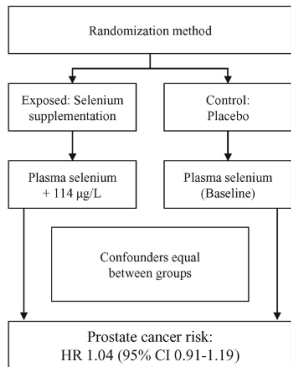 Randomization method
Exposed: Selenium
supplementation
Control:
Placebo
Plasma selenium
+ 114 μg/L
Plasma selenium
(Baseline)
Confounders equal
between groups
Prostate cancer risk:
HR 1.04 (95% CI 0.91-1.19)